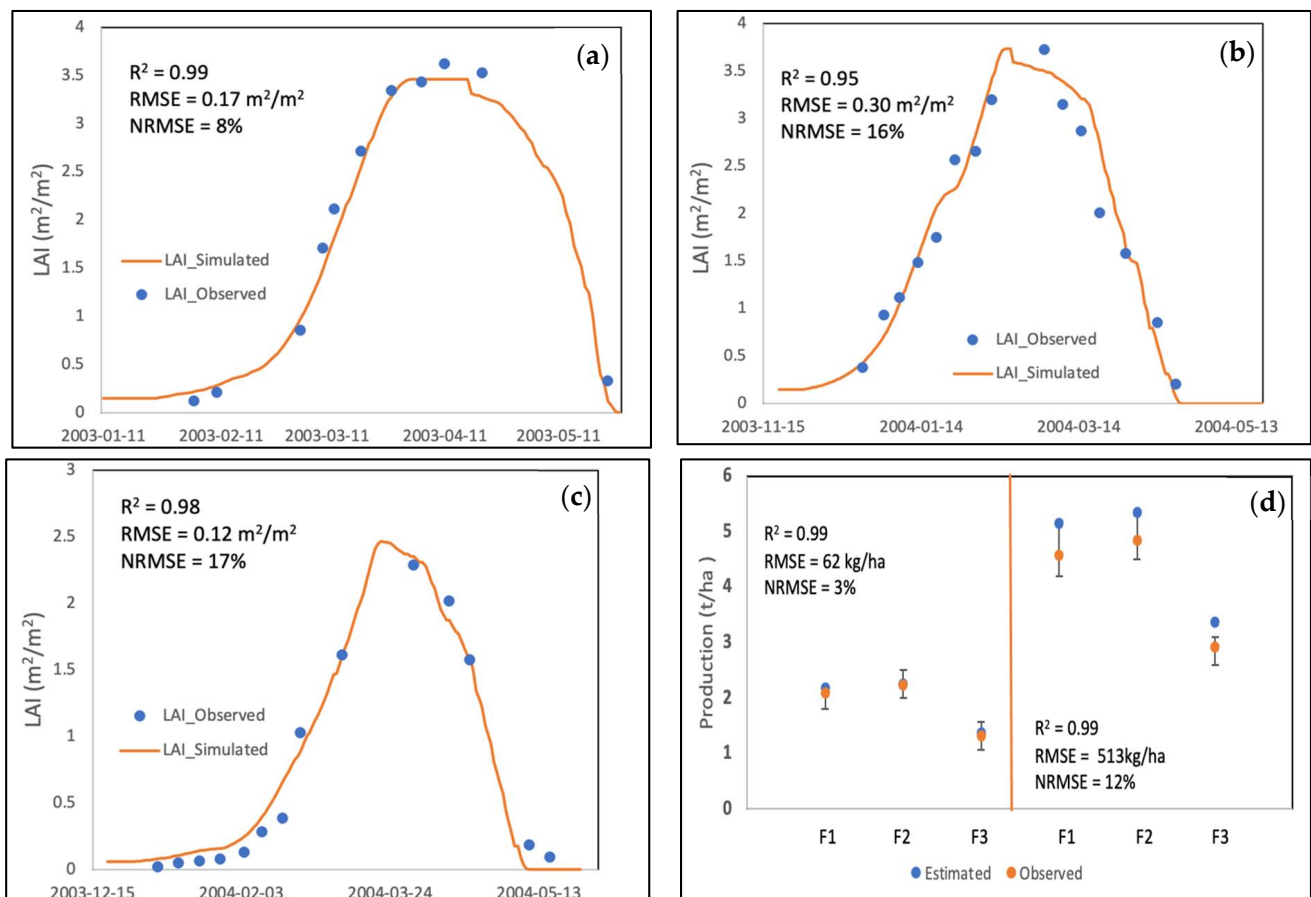 (a)
4
3.5
3
2.5
2
1.5
1
0.5
0
LAI (m²/m²)
R² = 0.99
RMSE = 0.17 m²/m²
NRMSE = 8%
LAI_Simulated
LAI_Observed
2003-01-11 2003-02-11 2003-03-11 2003-04-11 2003-05-11
(b)
4
3.5
3
2.5
2
1.5
1
0.5
0
LAI (m²/m²)
R² = 0.95
RMSE = 0.30 m²/m²
NRMSE = 16%
LAI_Observed
LAI_Simulated
2003-11-15 2004-01-14 2004-03-14 2004-05-13
(c)
3
2.5
2
1.5
1
0.5
0
LAI (m²/m²)
R² = 0.98
RMSE = 0.12 m²/m²
NRMSE = 17%
LAI_Observed
LAI_Simulated
2003-12-15 2004-02-03 2004-03-24 2004-05-13
(d)
6
5
4
3
2
1
0
Production (t/ha )
R² = 0.99
RMSE = 62 kg/ha
NRMSE = 3%
R² = 0.99
RMSE = 513kg/ha
NRMSE = 12%
F1 F2 F3 F1 F2 F3
Estimated Observed